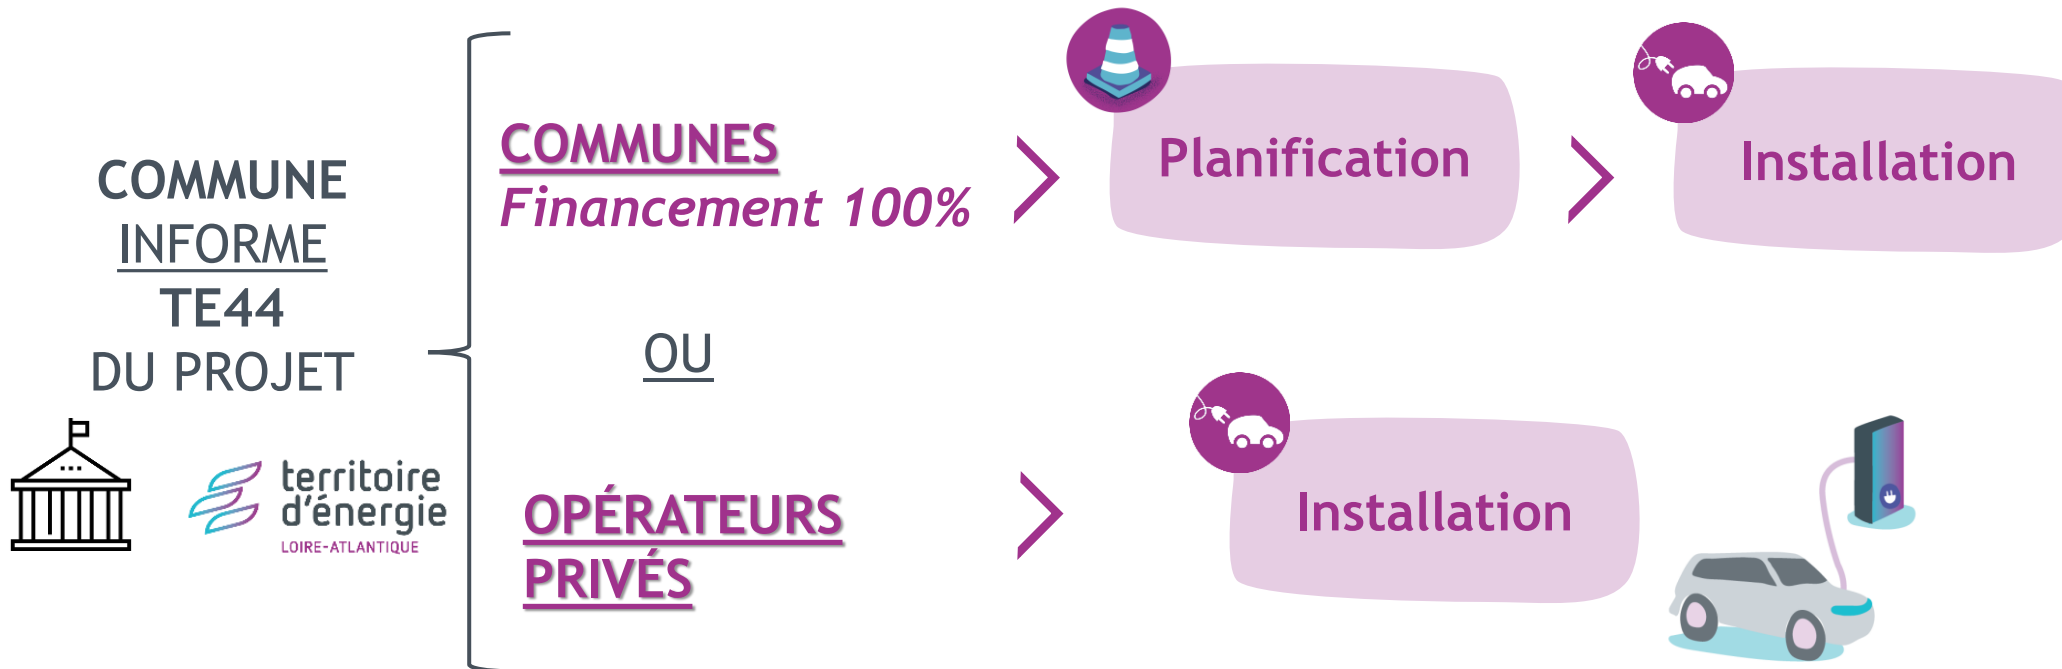 COMMUNE
INFORME
TE44
DU PROJET
territoire
d'énergie
LOIRE-ATLANTIQUE
COMMUNES
Financement 100%
Planification
Installation
OU
OPÉRATEURS
PRIVÉS
Installation